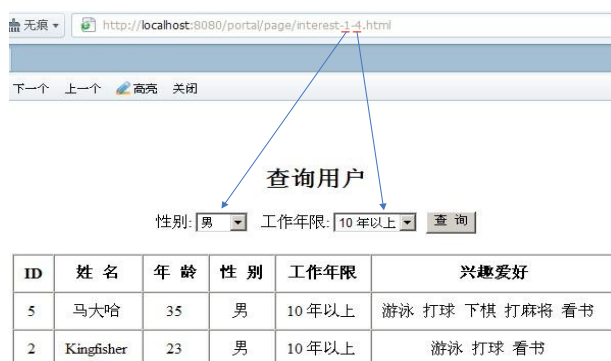 无痕 http://localhost:8080/portal/page/interest-1-4.html
下一个 上一个 高亮 关闭
查询用户
性别: 男 工作年限: 10 年以上 查 询
ID 姓 名 年 龄 性 别 工作年限 兴趣爱好
5 马大哈 35 男 10 年以上 游泳 打球 下棋 打麻将 看书
2 Kingfisher 23 男 10 年以上 游泳 打球 看书